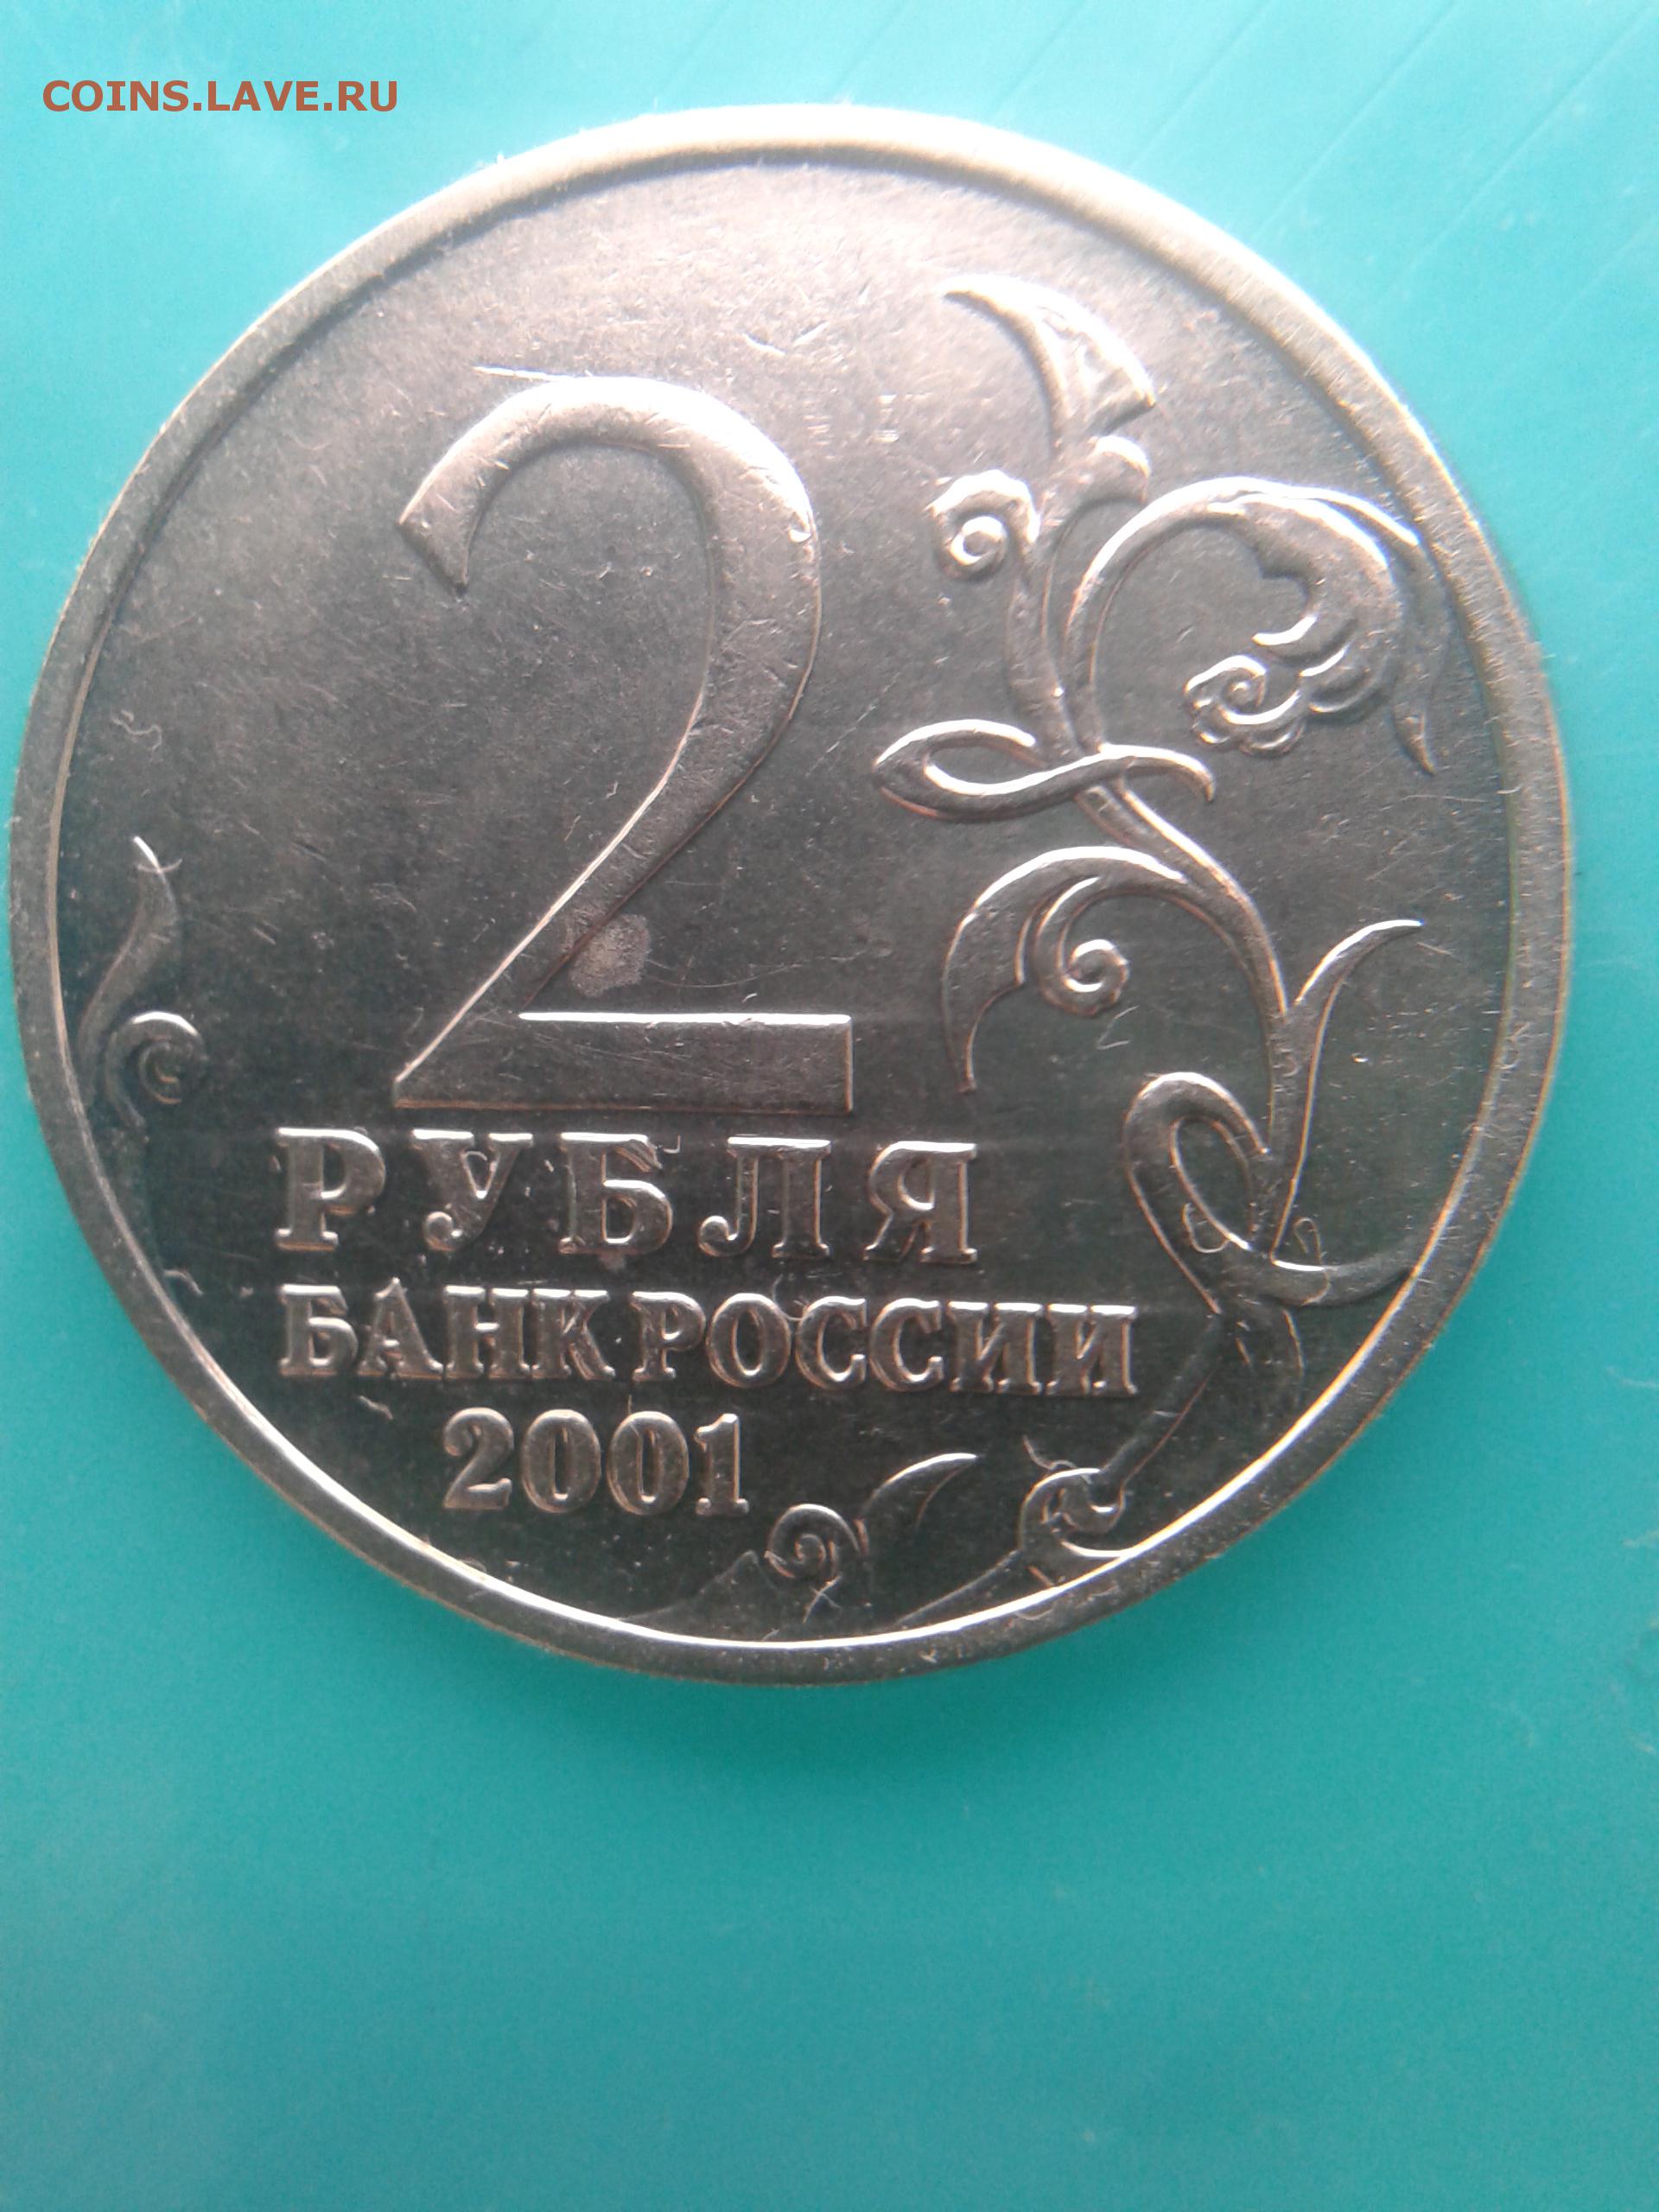 COINS.LAVE.RU
2
РУБЛЯ
БАНК РОССИИ
2001